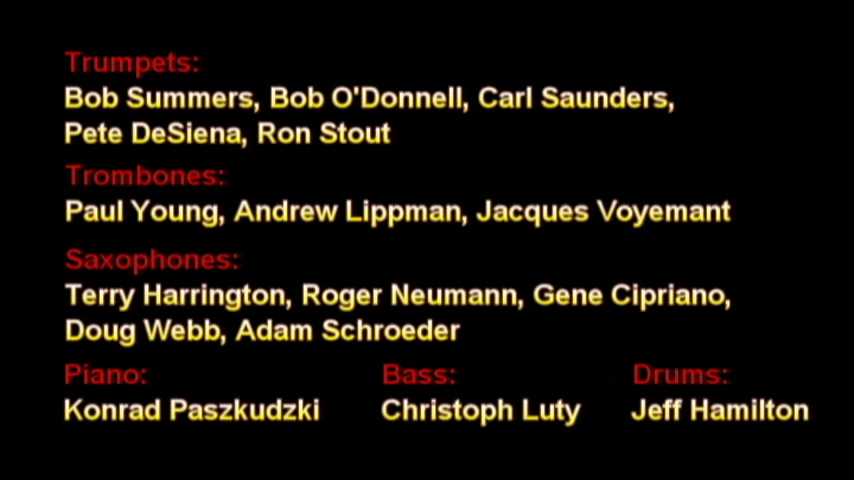 Trumpets:
Bob Summers, Bob O'Donnell, Carl Saunders,
Pete DeSiena, Ron Stout
Trombones:
Paul Young, Andrew Lippman, Jacques Voyemant
Saxophones:
Terry Harrington, Roger Neumann, Gene Cipriano,
Doug Webb, Adam Schroeder
Piano: Bass: Drums:
Konrad Paszkudzki Christoph Luty Jeff Hamilton